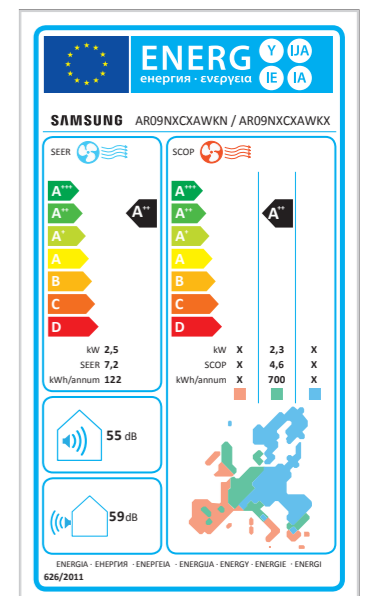 ENERG Y IJA
енергия · ενεργεια IE IA
SAMSUNG AR09NXCXAWKN / AR09NXCXAWKX
SEER
A+++
A++ A++
A+
A
B
C
D
kW 2,5
SEER 7,2
kWh/annum 122
SCOP
A+++
A++ A++
A+
A
B
C
D
kW X 2,3 X
SCOP X 4,6 X
kWh/annum X 700 X
55 dB
59dB
ENERGIA · ЕНЕРГИЯ · ΕΝΕΡΓΕΙΑ · ENERGIJA · ENERGY · ENERGIE · ENERGI
626/2011